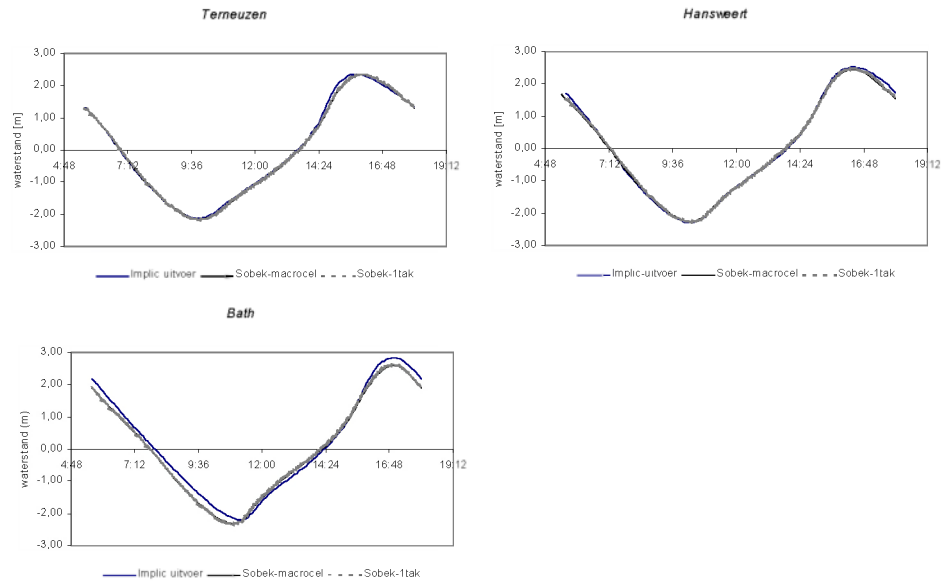 Terneuzen
3,00
2,00
1,00
0,00
-1,00
-2,00
-3,00
waterstand [m]
4:48 7:12 9:36 12:00 14:24 16:48 19:12
Implic uitvoer Sobek-macrocel Sobek-1tak
Hansweert
3,00
2,00
1,00
0,00
-1,00
-2,00
-3,00
waterstand [m]
4:48 7:12 9:36 12:00 14:24 16:48 19:12
Implic-uitvoer Sobek-macrocel Sobek-1tak
Bath
3,00
2,00
1,00
0,00
-1,00
-2,00
-3,00
waterstand (m)
4:48 7:12 9:36 12:00 14:24 16:48 19:12
Implic uitvoer Sobek-macrocel Sobek-1tak